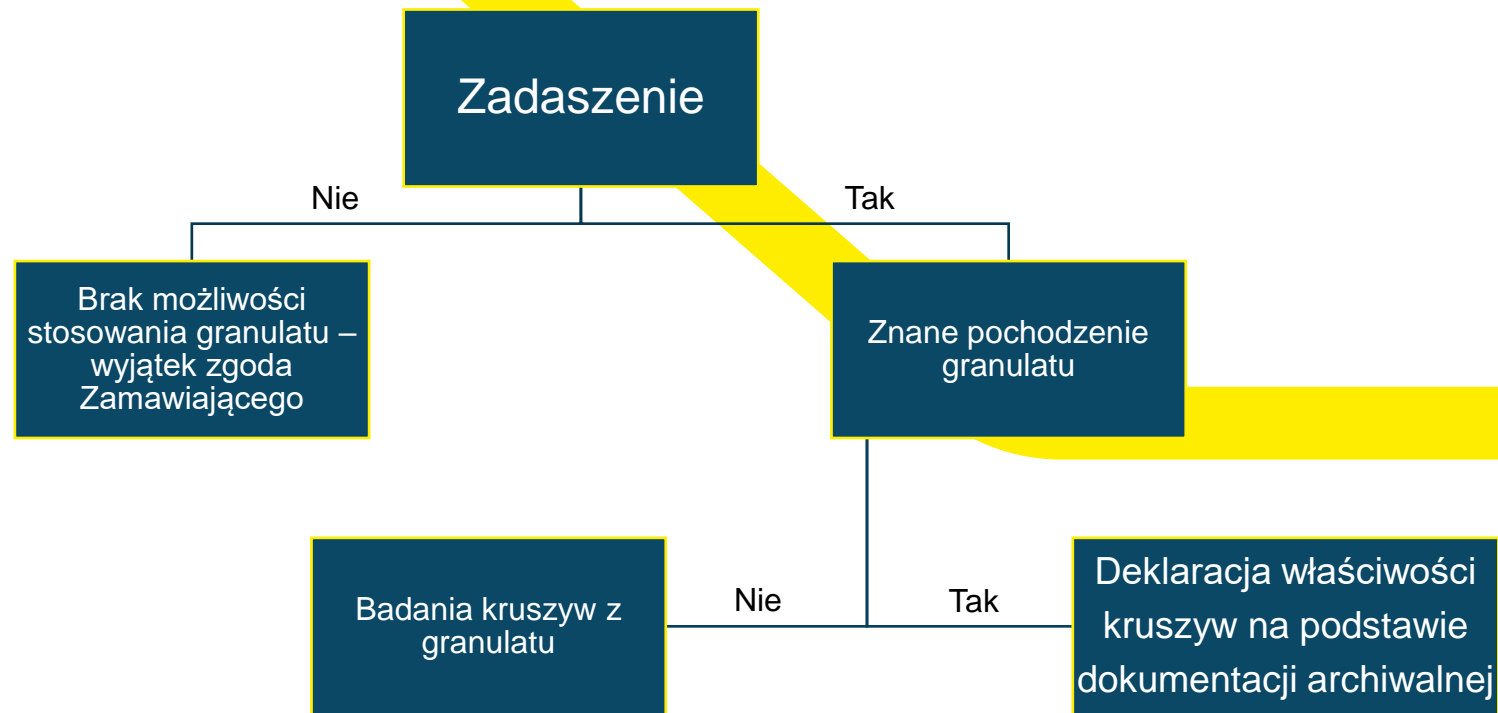 Zadaszenie
Nie
Tak
Brak możliwości
stosowania granulatu –
wyjątek zgoda
Zamawiającego
Znane pochodzenie
granulatu
Badania kruszyw z
granulatu
Nie
Tak
Deklaracja właściwości
kruszyw na podstawie
dokumentacji archiwalnej